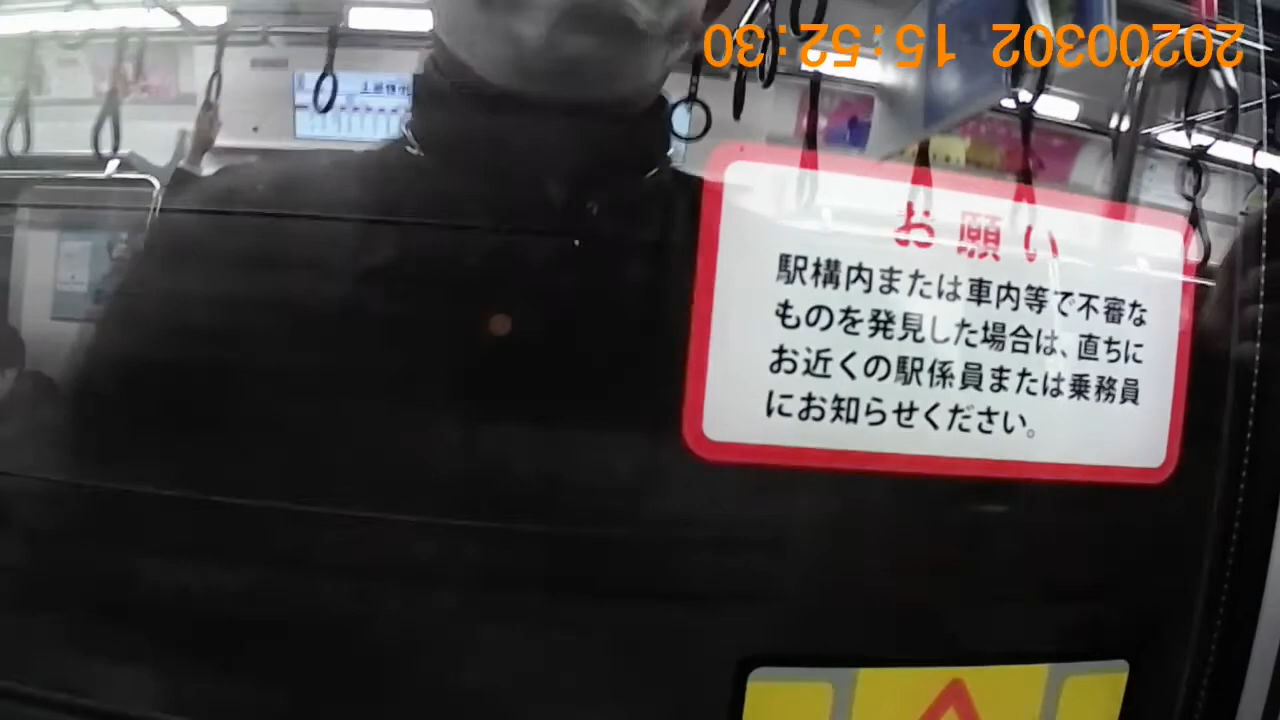 20200302 15:52:30
お願い
駅構内または車内等で不審な
ものを発見した場合は、直ちに
お近くの駅係員または乗務員
にお知らせください。